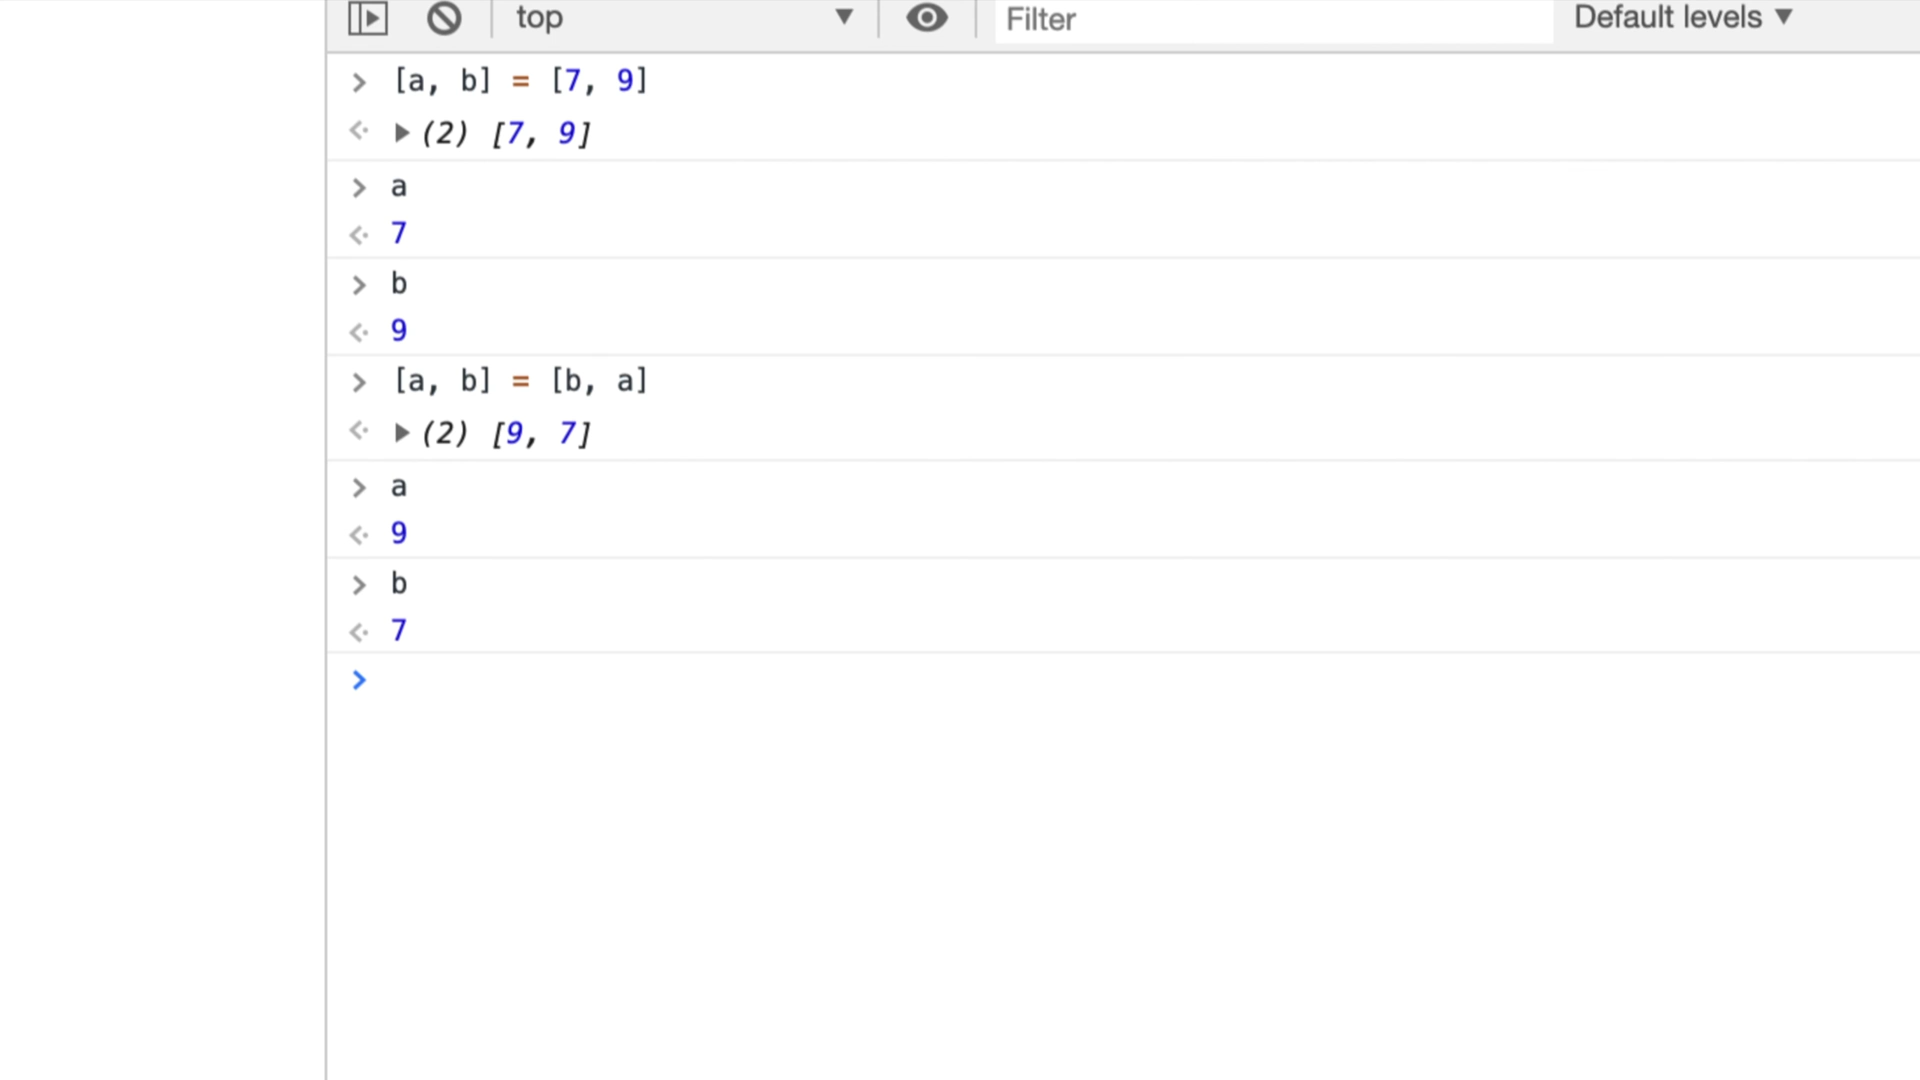 top Filter Default levels
[a, b] = [7, 9]
(2) [7, 9]
a
7
b
9
[a, b] = [b, a]
(2) [9, 7]
a
9
b
7